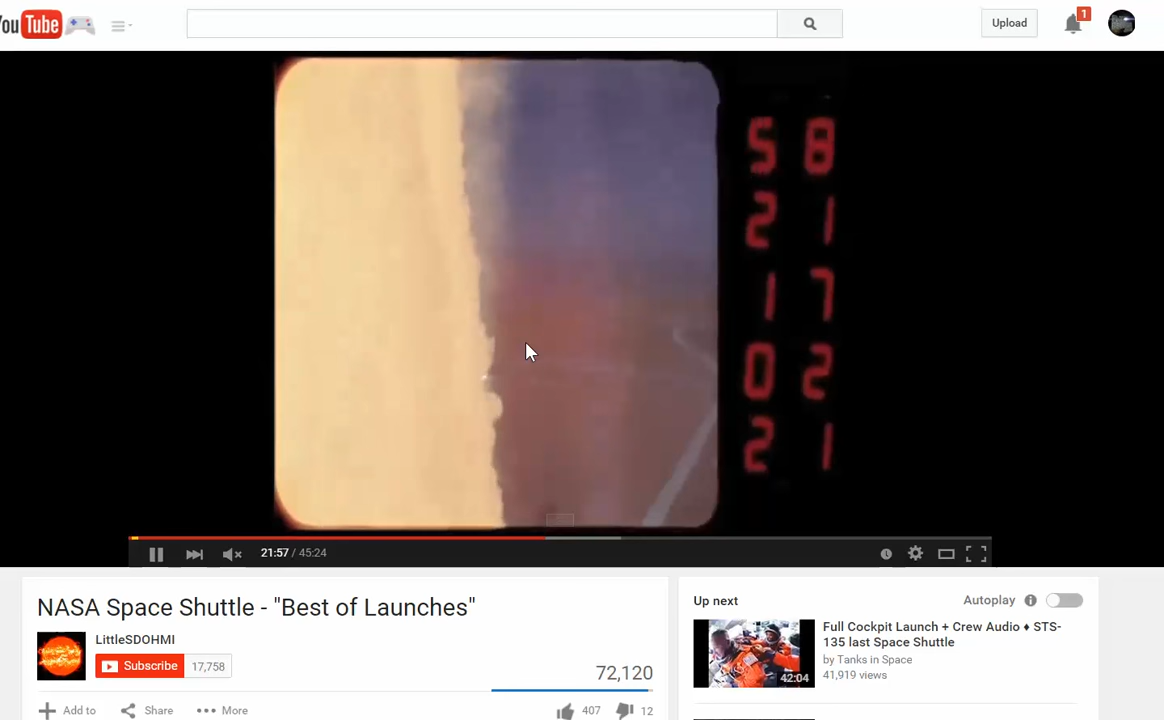 You Tube
Upload
1
5 8
2 1
1 7
0 2
2 1
21:57 / 45:24
NASA Space Shuttle - "Best of Launches"
LittleSDOHMI
Subscribe 17,758
72,120
Add to Share More 407 12
Up next Autoplay
Full Cockpit Launch + Crew Audio ♦ STS-
135 last Space Shuttle
by Tanks in Space
41,919 views
42:04